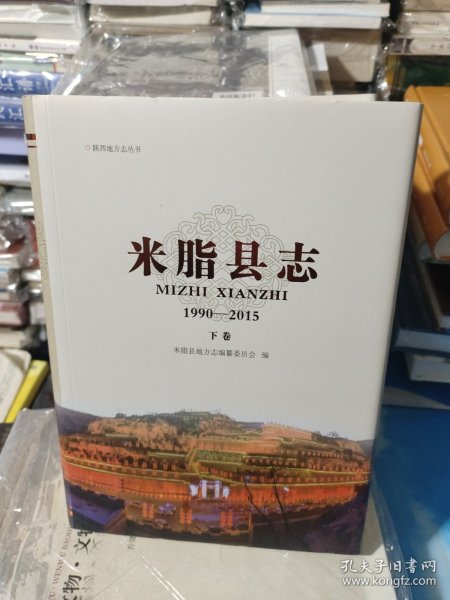 ◎陕西地方志丛书
米脂县志
MIZHI XIANZHI
1990—2015
下卷
米脂县地方志编纂委员会 编
孔夫子旧书网
www.kongfz.com